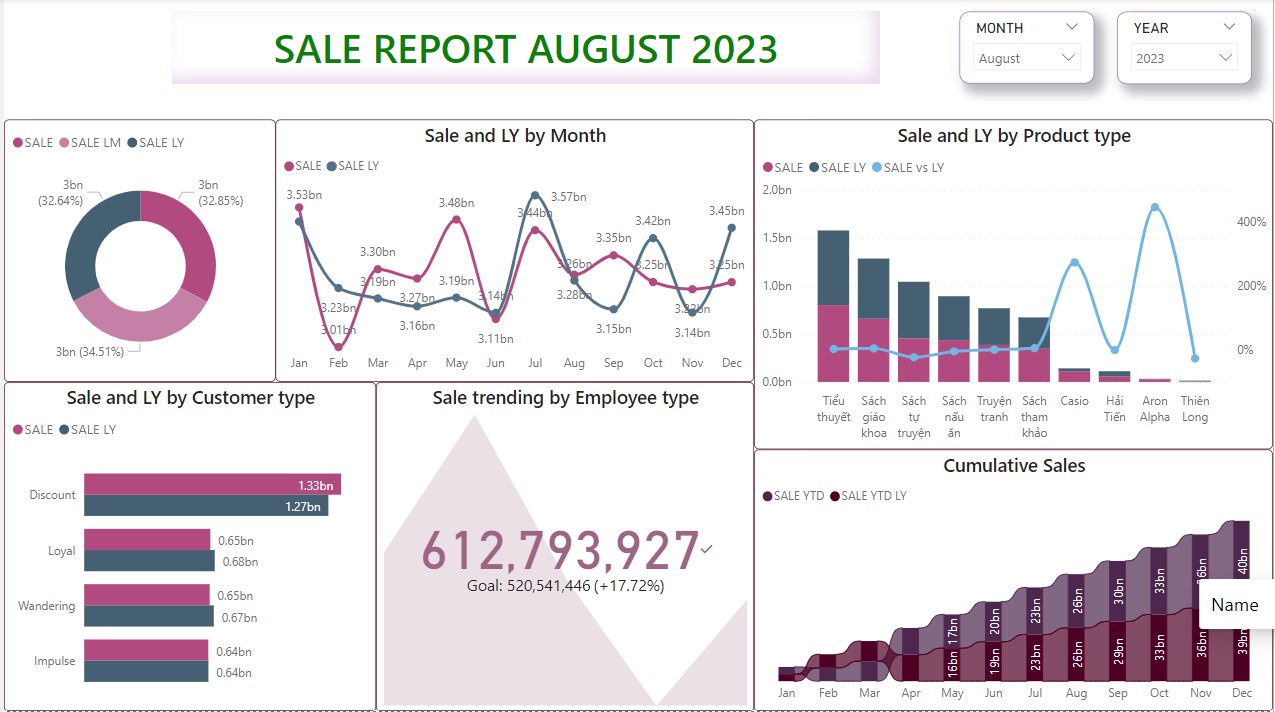 SALE REPORT AUGUST 2023
MONTH
August
YEAR
2023
SALE SALE LM SALE LY
3bn
(32.64%)
3bn
(32.85%)
3bn (34.51%)
Sale and LY by Month
SALE SALE LY
3.53bn
3.23bn
3.01bn
3.30bn
3.19bn
3.27bn
3.16bn
3.48bn
3.19bn
3.14bn
3.11bn
3.57bn
3.44bn
3.26bn
3.28bn
3.35bn
3.15bn
3.42bn
3.25bn
3.14bn
3.45bn
3.25bn
Jan Feb Mar Apr May Jun Jul Aug Sep Oct Nov Dec
Sale and LY by Product type
SALE SALE LY SALE vs LY
2.0bn
1.5bn
1.0bn
0.5bn
0.0bn
400%
200%
0%
Tiểu
thuyết
Sách
giáo
khoa
Sách
tự
truyện
Sách
nấu
ăn
Truyện
tranh
Sách
tham
khảo
Casio
Hải
Tiến
Aron
Alpha
Thiên
Long
Sale and LY by Customer type
SALE SALE LY
Discount
1.33bn
1.27bn
Loyal
0.65bn
0.68bn
Wandering
0.65bn
0.67bn
Impulse
0.64bn
0.64bn
Sale trending by Employee type
612,793,927
Goal: 520,541,446 (+17.72%)
Cumulative Sales
SALE YTD SALE YTD LY
17bn
16bn
20bn
19bn
23bn
23bn
26bn
26bn
30bn
29bn
33bn
33bn
36bn
40bn
39bn
Name
Jan Feb Mar Apr May Jun Jul Aug Sep Oct Nov Dec